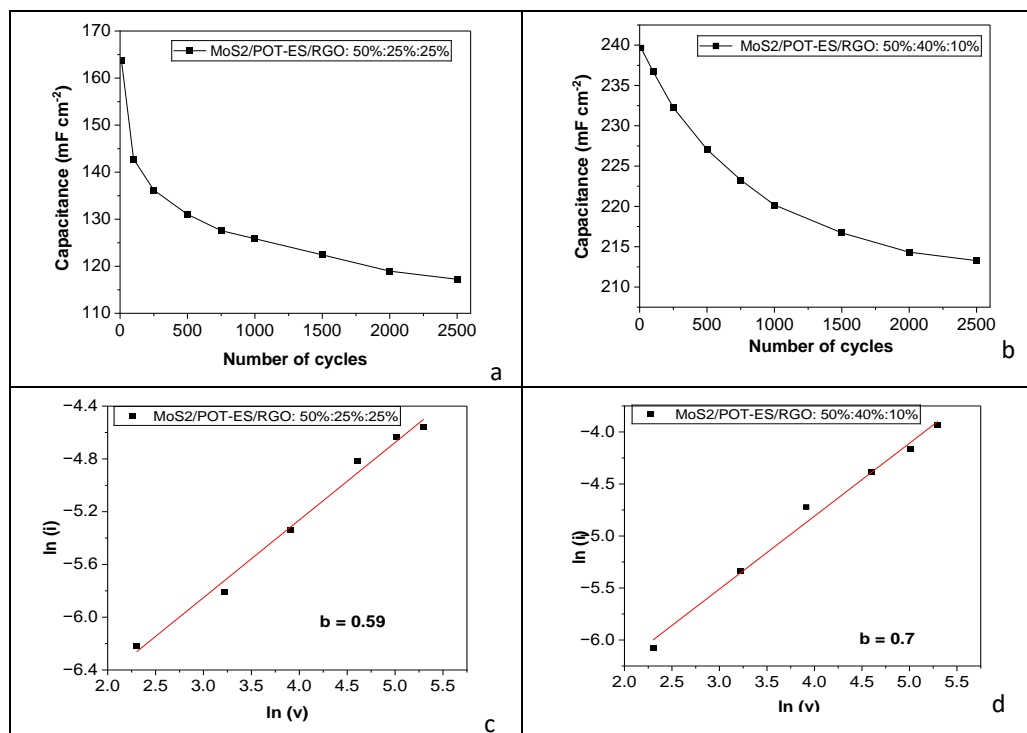 MoS2/POT-ES/RGO: 50%:25%:25%
170
160
150
140
130
120
110
Capacitance (mF cm⁻²)
0 500 1000 1500 2000 2500
Number of cycles
a
MoS2/POT-ES/RGO: 50%:40%:10%
240
235
230
225
220
215
210
Capacitance (mF cm⁻²)
0 500 1000 1500 2000 2500
Number of cycles
b
MoS2/POT-ES/RGO: 50%:25%:25%
−4.4
−4.8
−5.2
−5.6
−6.0
−6.4
ln (i)
b = 0.59
2.0 2.5 3.0 3.5 4.0 4.5 5.0 5.5
ln (v)
c
MoS2/POT-ES/RGO: 50%:40%:10%
−4.0
−4.5
−5.0
−5.5
−6.0
ln (i)
b = 0.7
2.0 2.5 3.0 3.5 4.0 4.5 5.0 5.5
ln (v)
d